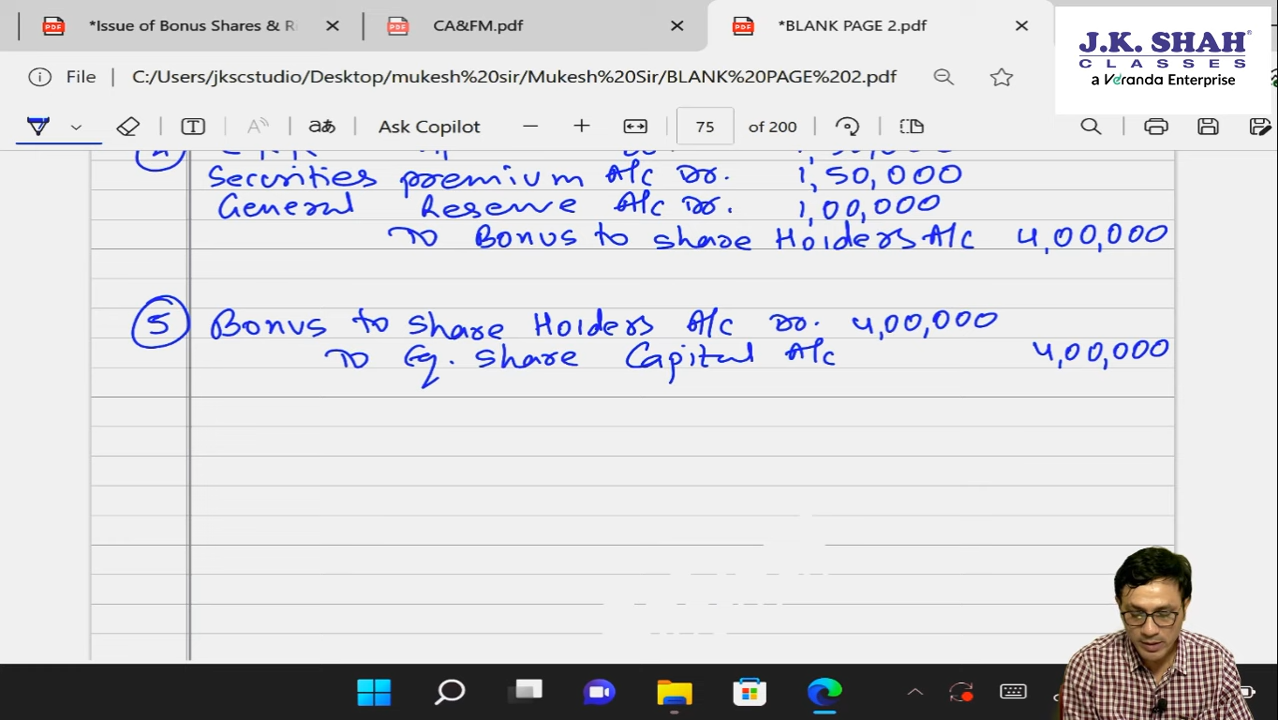 *Issue of Bonus Shares & Ri
CA&FM.pdf
*BLANK PAGE 2.pdf
J.K. SHAH®
CLASSES
a Veranda Enterprise
File
C:/Users/jkscstudio/Desktop/mukesh%20sir/Mukesh%20Sir/BLANK%20PAGE%202.pdf
Ask Copilot
75 of 200
Securities premium A/c Dr. 1,50,000
General Reserve A/c Dr. 1,00,000
To Bonus to share Holders A/c 4,00,000
5 Bonus to share Holders A/c Dr. 4,00,000
To Eq. share Capital A/c 4,00,000